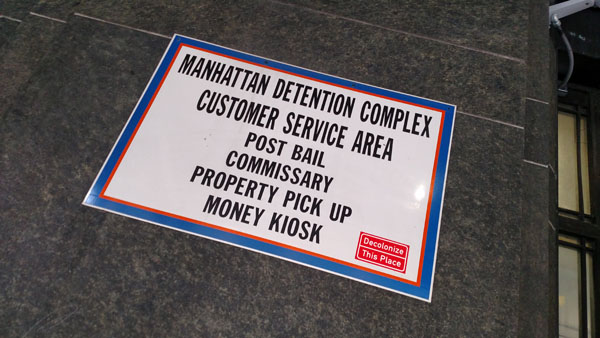 MANHATTAN DETENTION COMPLEX
CUSTOMER SERVICE AREA
POST BAIL
COMMISSARY
PROPERTY PICK UP
MONEY KIOSK
Decolonize
This Place